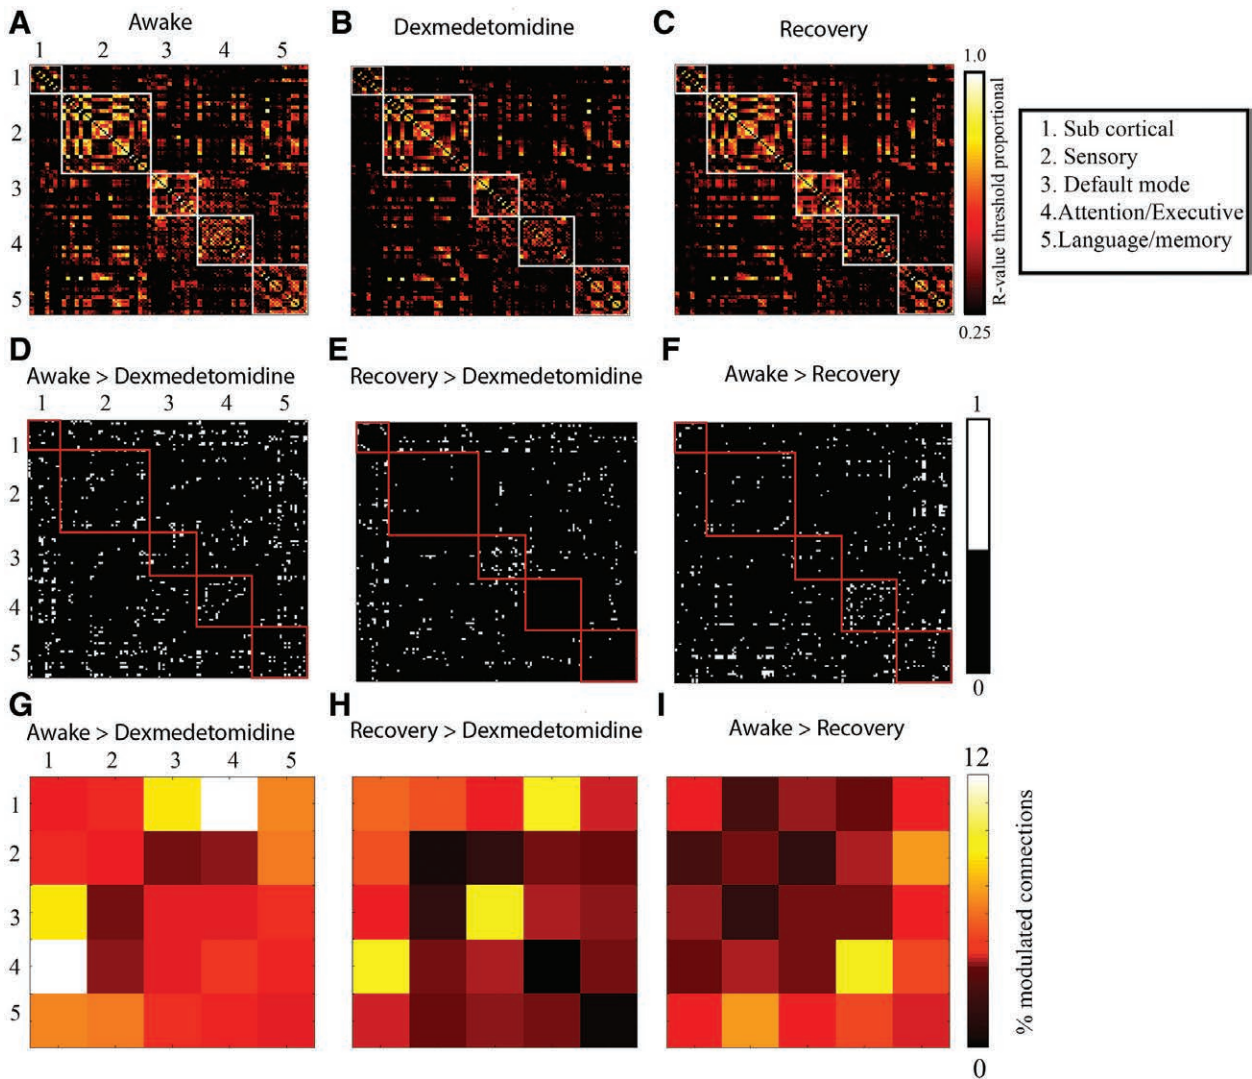 A Awake
B Dexmedetomidine
C Recovery
1 2 3 4 5
1
2
3
4
5
1.0
R-value threshold proportional
0.25
1. Sub cortical
2. Sensory
3. Default mode
4.Attention/Executive
5.Language/memory
D Awake > Dexmedetomidine
E Recovery > Dexmedetomidine
F Awake > Recovery
1 2 3 4 5
1
2
3
4
5
1
0
G Awake > Dexmedetomidine
H Recovery > Dexmedetomidine
I Awake > Recovery
1 2 3 4 5
1
2
3
4
5
12
% modulated connections
0